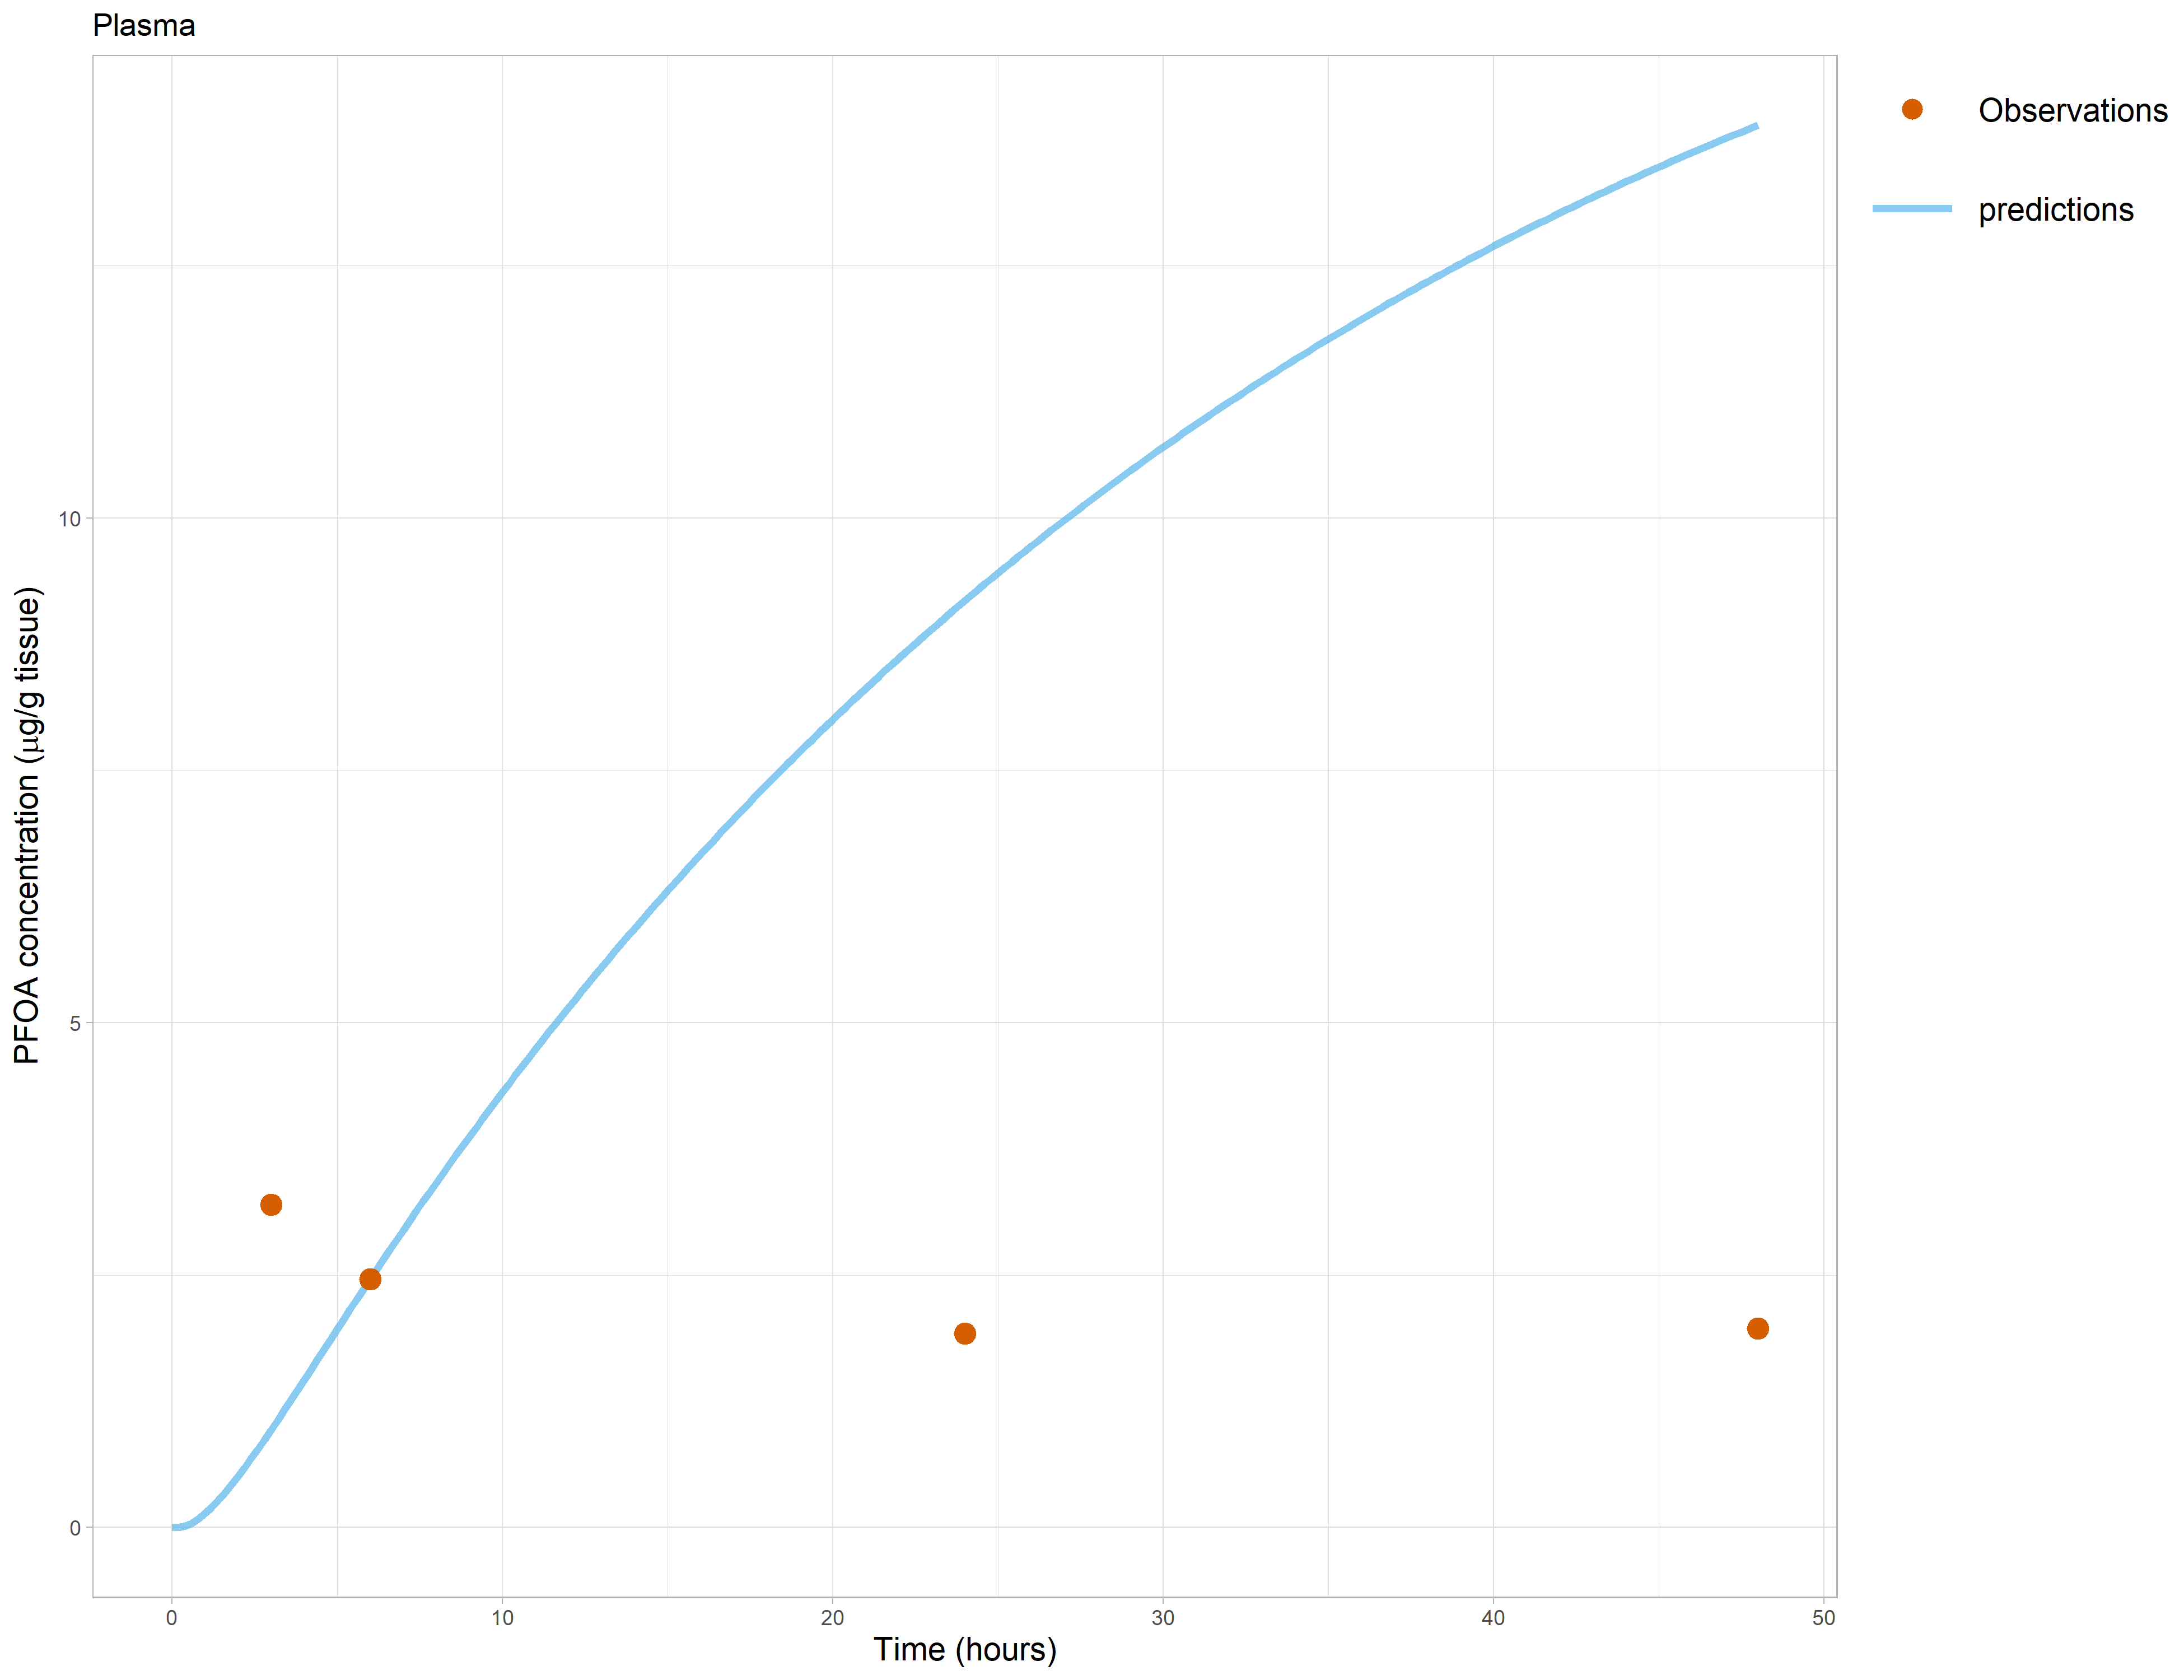 Plasma
Observations
predictions
PFOA concentration (μg/g tissue)
10
5
0
0 10 20 30 40 50
Time (hours)